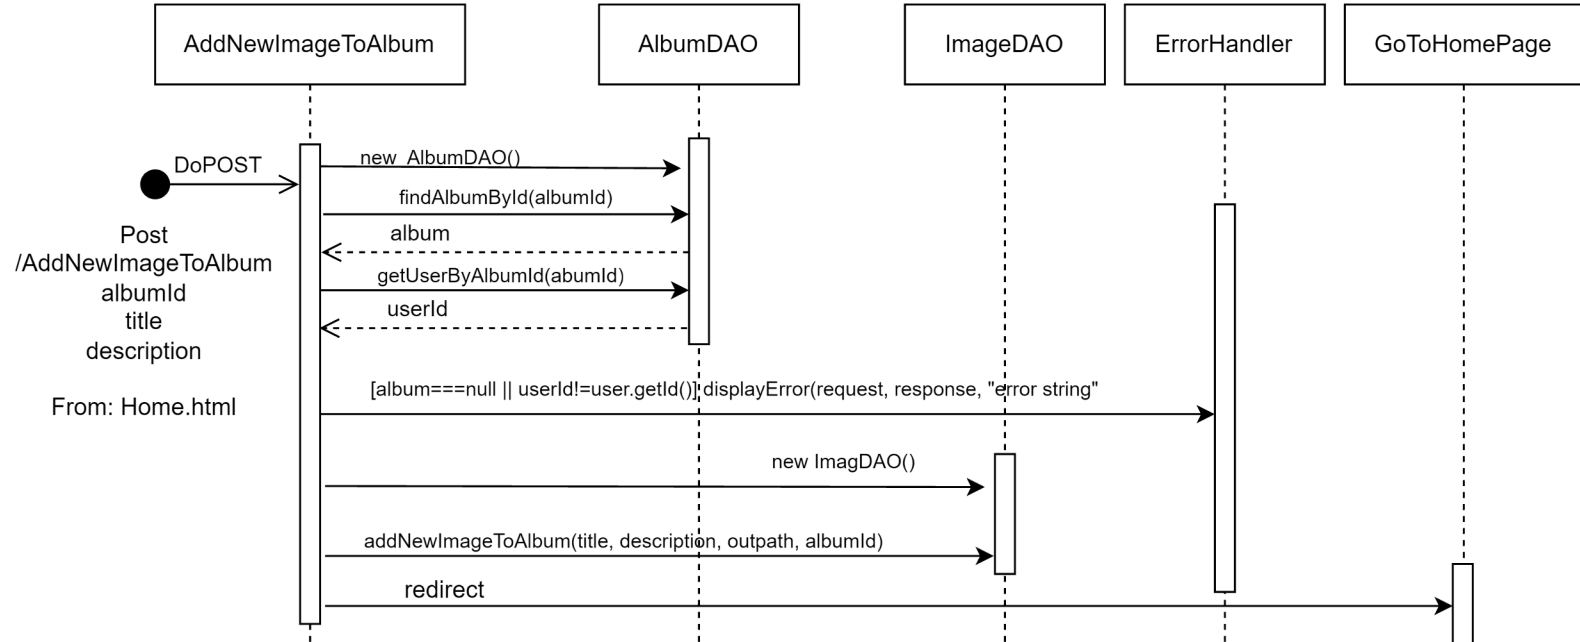 AddNewImageToAlbum
AlbumDAO
ImageDAO
ErrorHandler
GoToHomePage
DoPOST
new AlbumDAO()
findAlbumById(albumId)
album
getUserByAlbumId(abumId)
userId
Post
/AddNewImageToAlbum
albumId
title
description
From: Home.html
[album===null || userId!=user.getId()] displayError(request, response, "error string"
new ImagDAO()
addNewImageToAlbum(title, description, outpath, albumId)
redirect